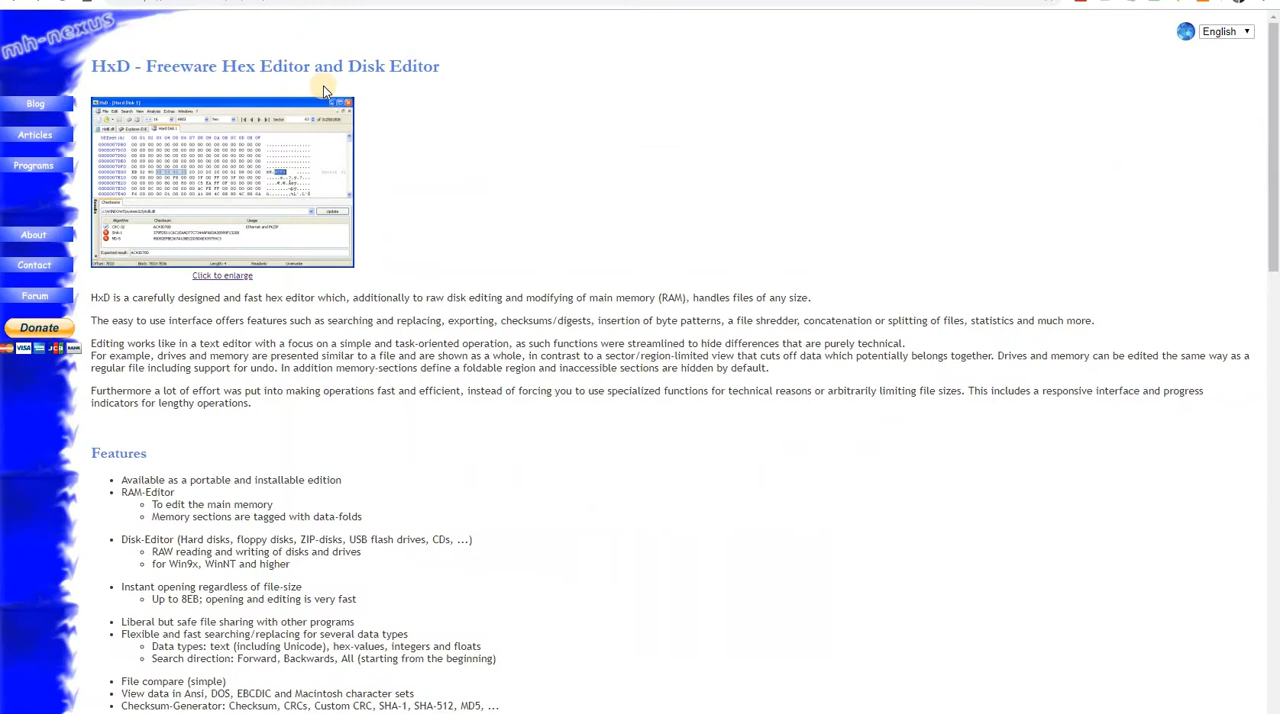 mh-nexus
English
HxD - Freeware Hex Editor and Disk Editor
Blog
Articles
Programs
About
Contact
Forum
Donate
Click to enlarge
HxD is a carefully designed and fast hex editor which, additionally to raw disk editing and modifying of main memory (RAM), handles files of any size.
The easy to use interface offers features such as searching and replacing, exporting, checksums/digests, insertion of byte patterns, a file shredder, concatenation or splitting of files, statistics and much more.
Editing works like in a text editor with a focus on a simple and task-oriented operation, as such functions were streamlined to hide differences that are purely technical.
For example, drives and memory are presented similar to a file and are shown as a whole, in contrast to a sector/region-limited view that cuts off data which potentially belongs together. Drives and memory can be edited the same way as a
regular file including support for undo. In addition memory-sections define a foldable region and inaccessible sections are hidden by default.
Furthermore a lot of effort was put into making operations fast and efficient, instead of forcing you to use specialized functions for technical reasons or arbitrarily limiting file sizes. This includes a responsive interface and progress
indicators for lengthy operations.
Features
Available as a portable and installable edition
RAM-Editor
To edit the main memory
Memory sections are tagged with data-folds
Disk-Editor (Hard disks, floppy disks, ZIP-disks, USB flash drives, CDs, ...)
RAW reading and writing of disks and drives
for Win9x, WinNT and higher
Instant opening regardless of file-size
Up to 8EB; opening and editing is very fast
Liberal but safe file sharing with other programs
Flexible and fast searching/replacing for several data types
Data types: text (including Unicode), hex-values, integers and floats
Search direction: Forward, Backwards, All (starting from the beginning)
File compare (simple)
View data in Ansi, DOS, EBCDIC and Macintosh character sets
Checksum-Generator: Checksum, CRCs, Custom CRC, SHA-1, SHA-512, MD5, ...